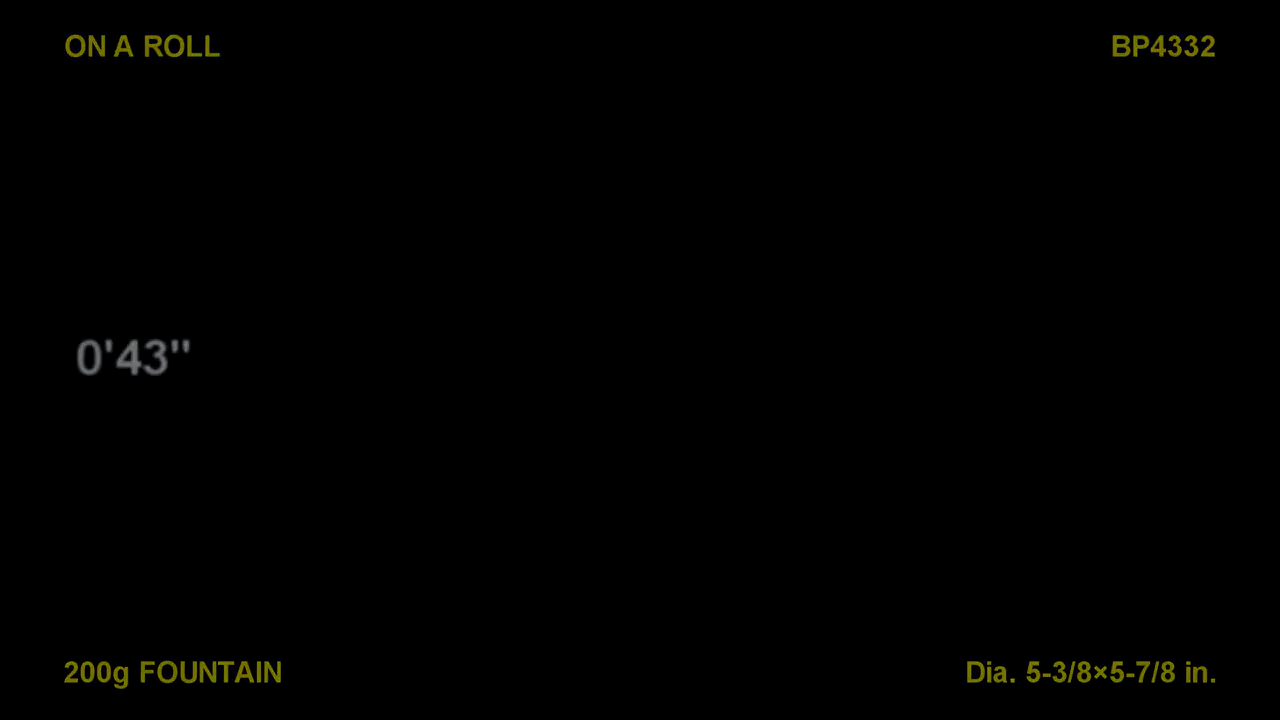 ON A ROLL
BP4332
0'43"
200g FOUNTAIN
Dia. 5-3/8×5-7/8 in.